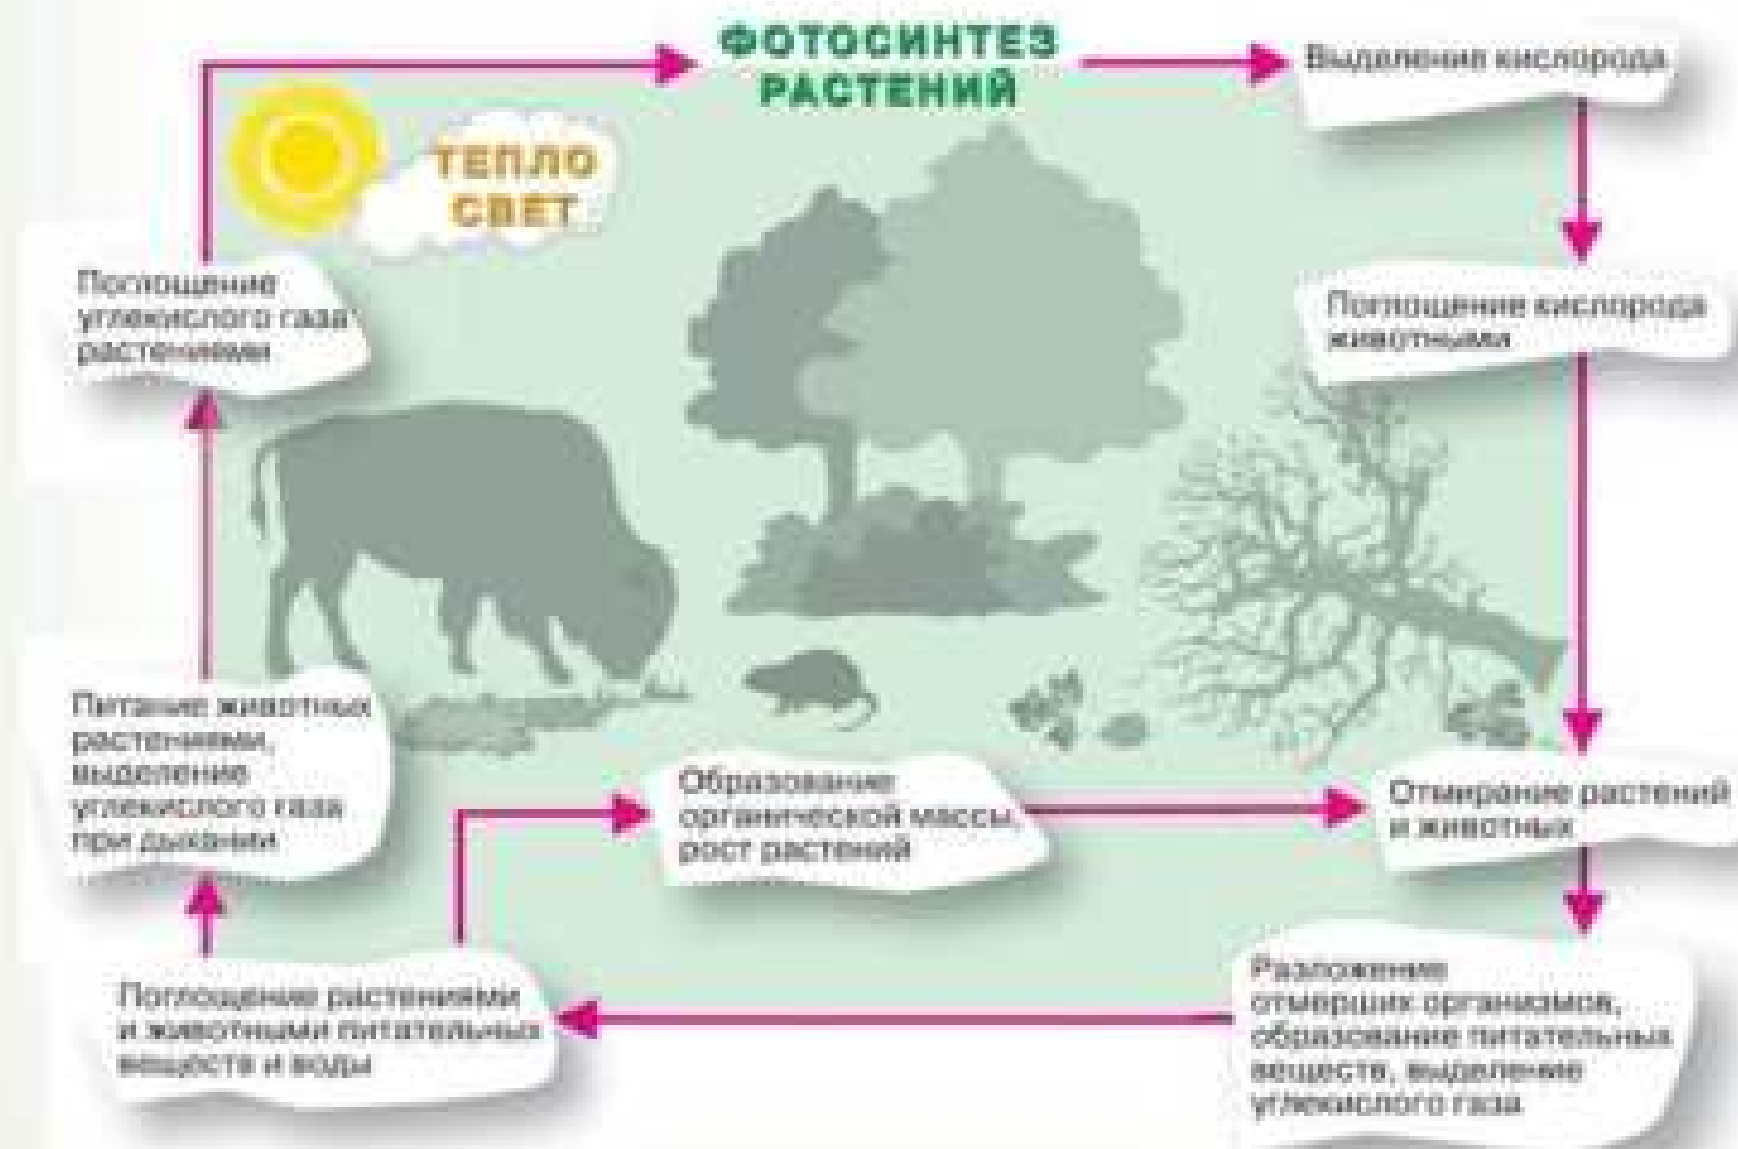 ФОТОСИНТЕЗ
РАСТЕНИЙ
Выделение кислорода
ТЕПЛО
СВЕТ
Поглощение
углекислого газа
растениями
Поглощение кислорода
животными
Питание животных
растениями,
выделение
углекислого газа
при дыхании
Образование
органической массы,
рост растений
Отмирание растений
и животных
Поглощение растениями
и животными питательных
веществ и воды
Разложение
отмерших организмов,
образование питательных
веществ, выделение
углекислого газа